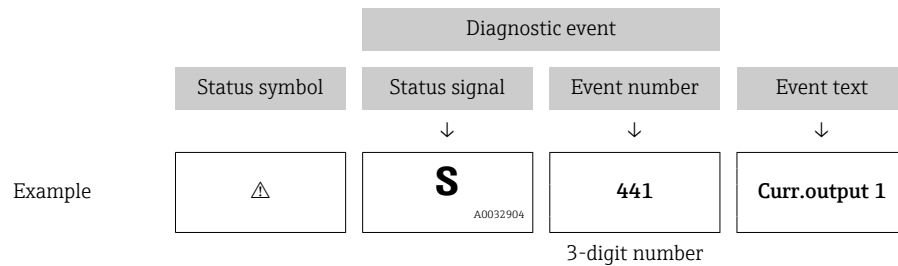 Diagnostic event
Status symbol Status signal Event number Event text
↓ ↓ ↓
Example ⚠ S 441 Curr.output 1
A0032904
3-digit number